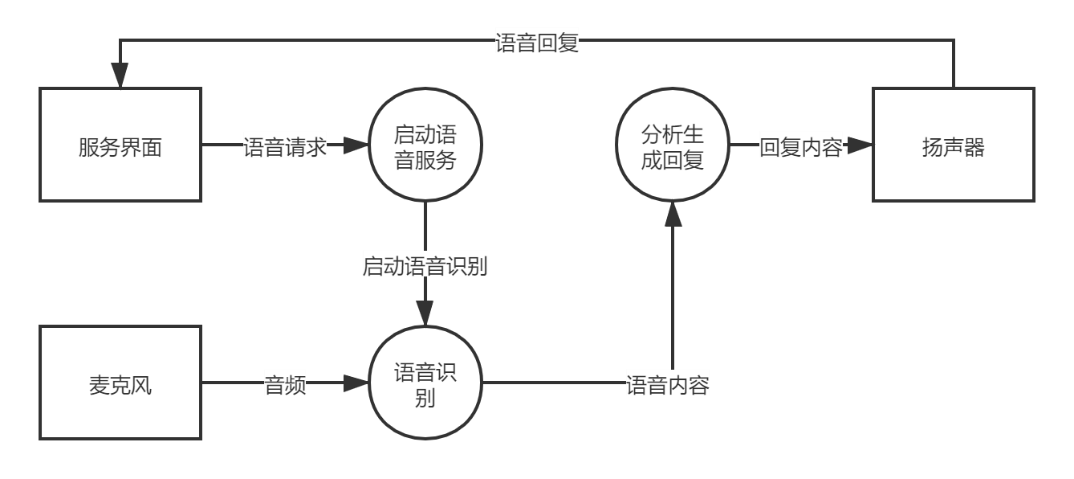 语音回复
服务界面
语音请求
启动语
音服务
分析生
成回复
回复内容
扬声器
启动语音识别
麦克风
音频
语音识
别
语音内容